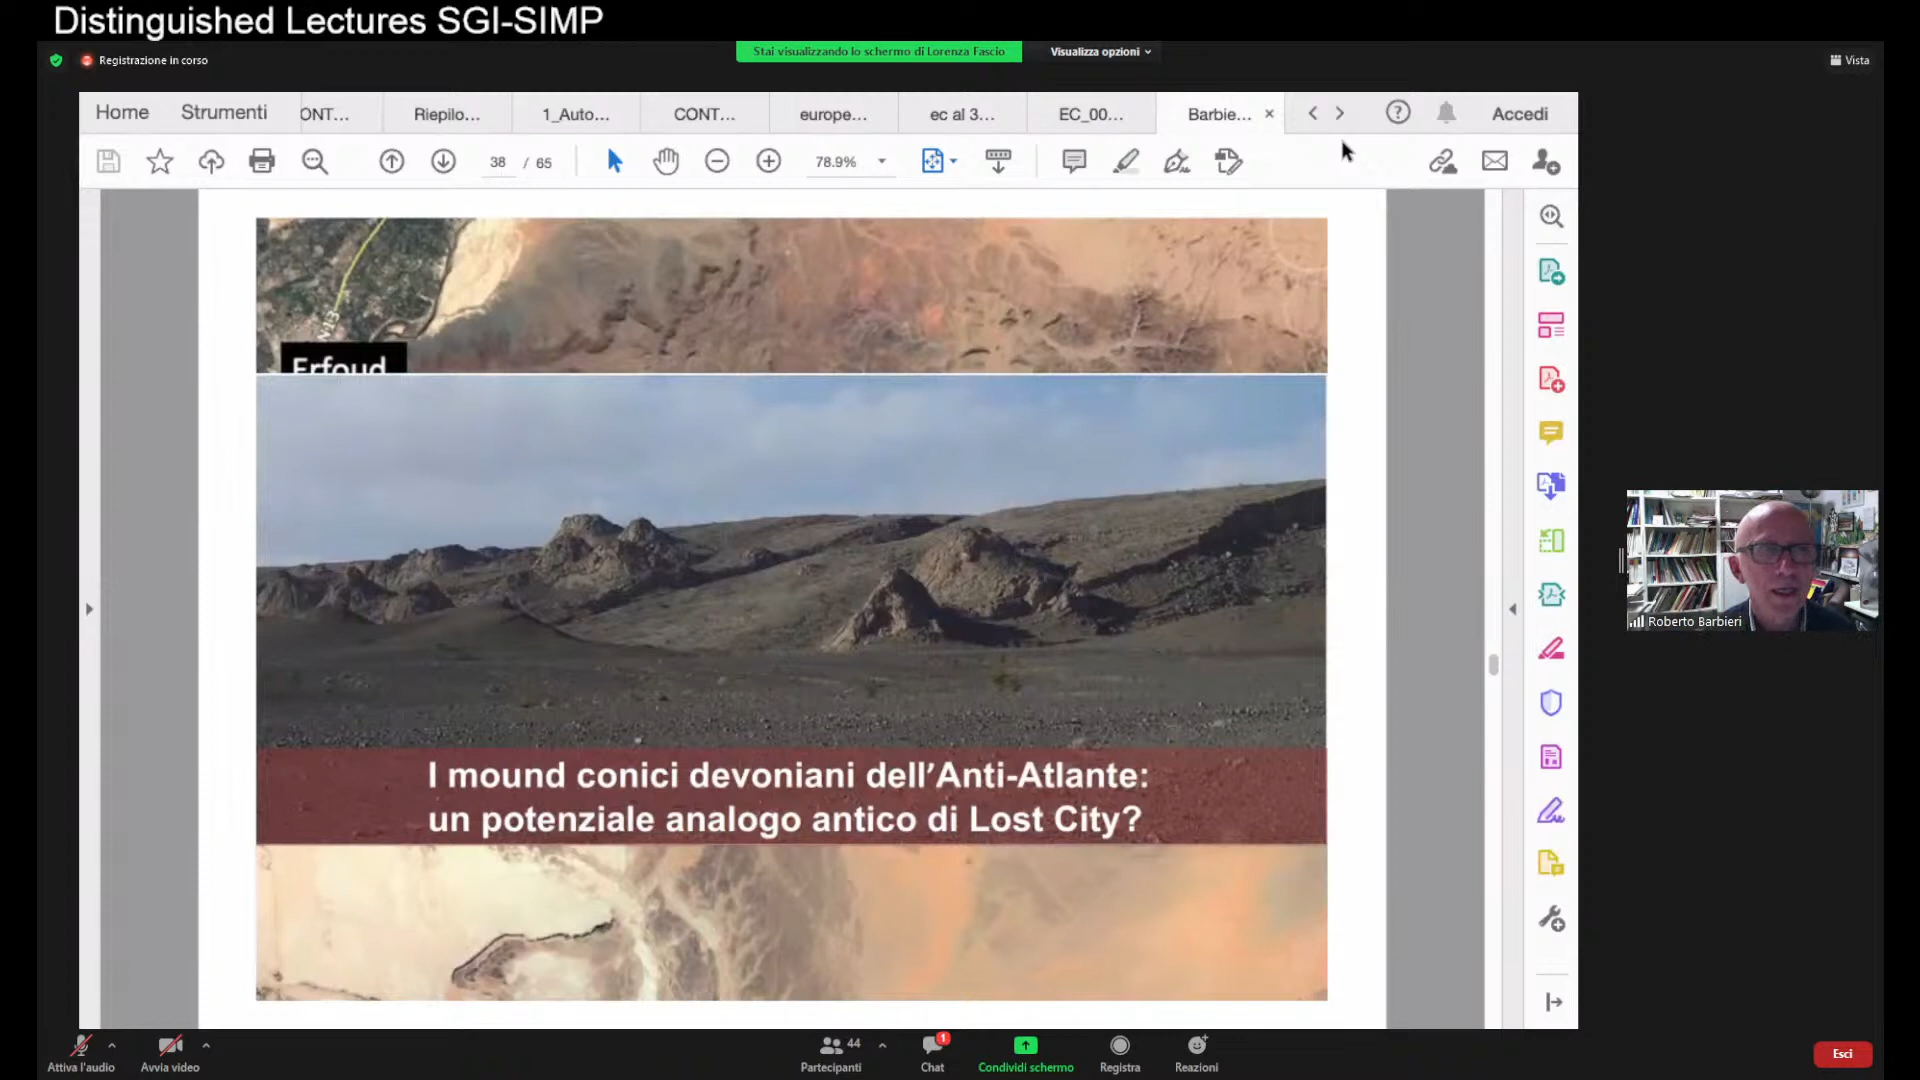 Distinguished Lectures SGI-SIMP
Stai visualizzando lo schermo di Lorenza Fascio
Visualizza opzioni
Registrazione in corso
Vista
Home
Strumenti
ONT...
Riepilo...
1_Auto...
CONT...
europe...
ec al 3...
EC_00...
Barbie...
Accedi
38 / 65
78.9%
Erfoud
I mound conici devoniani dell'Anti-Atlante:
un potenziale analogo antico di Lost City?
Roberto Barbieri
Attiva l'audio
Avvia video
44
Partecipanti
1
Chat
Condividi schermo
Registra
Reazioni
Esci